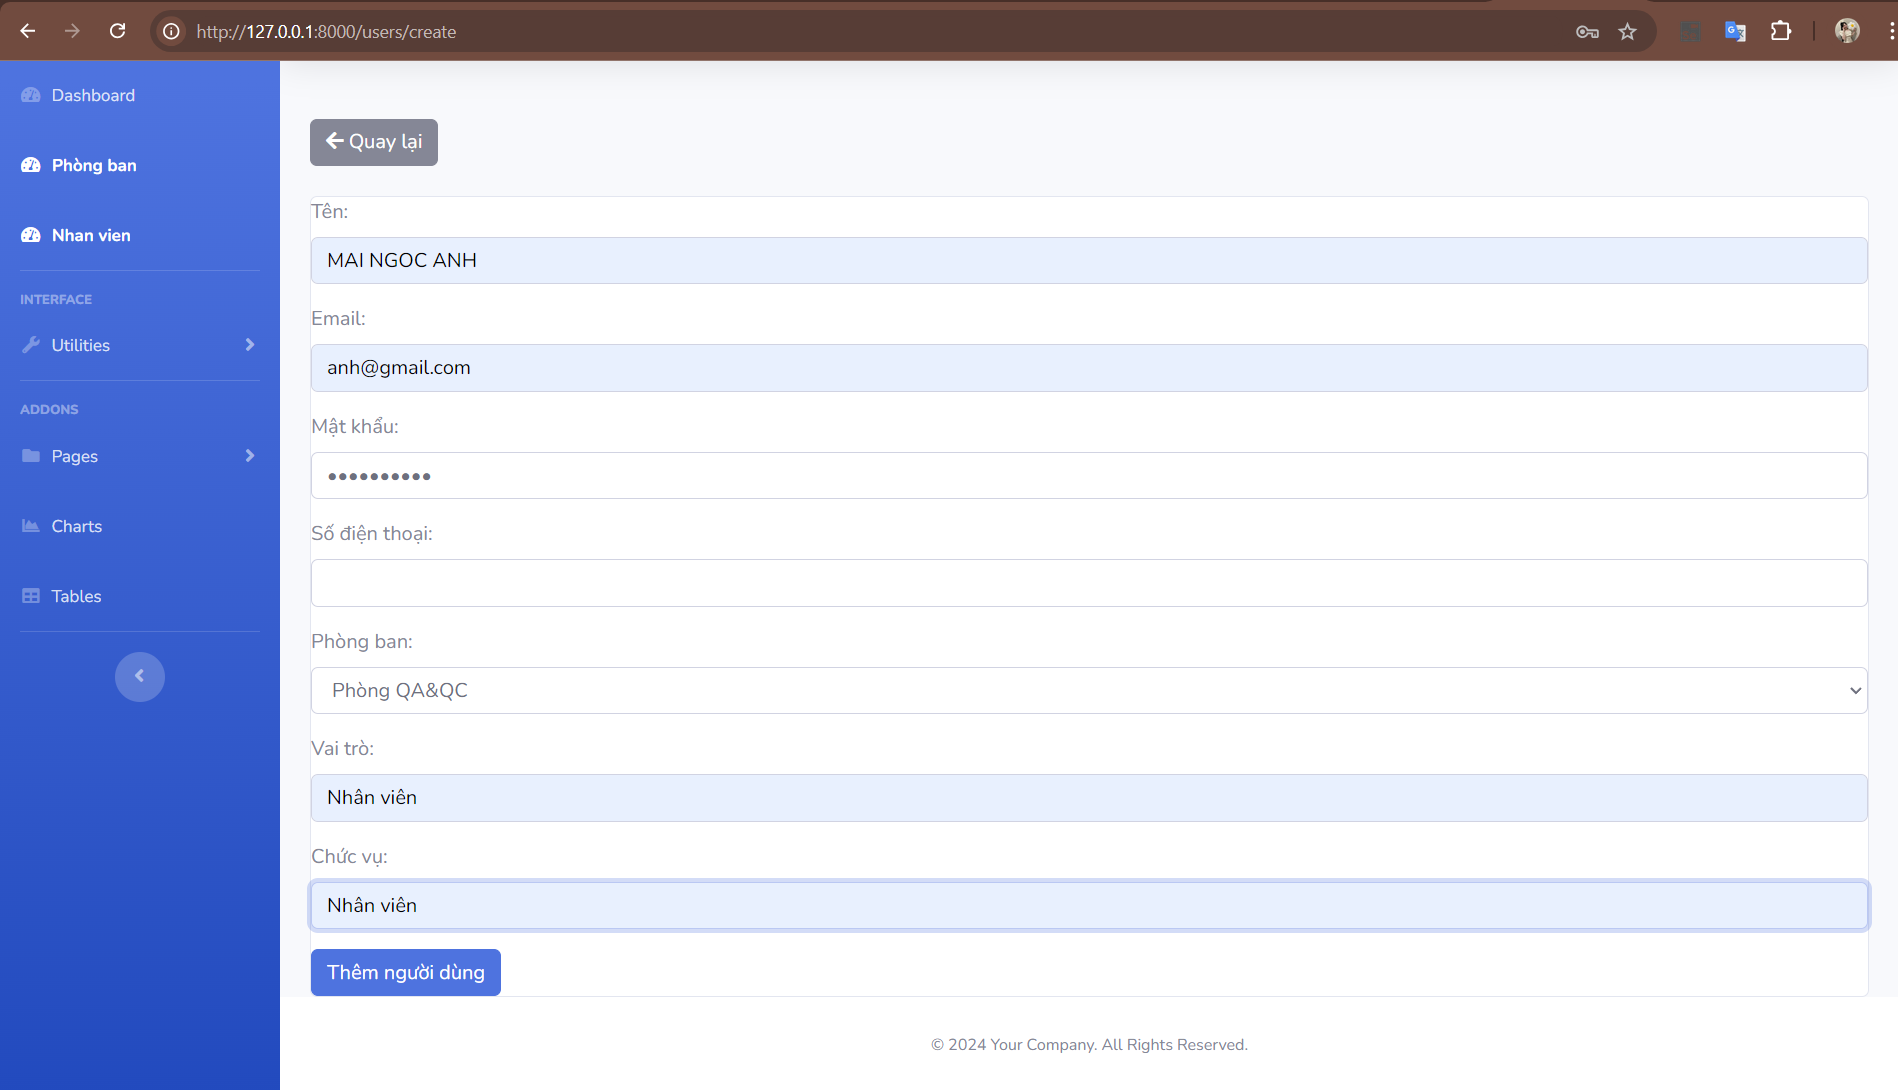 http://127.0.0.1:8000/users/create
Dashboard
Phòng ban
Nhan vien
INTERFACE
Utilities
ADDONS
Pages
Charts
Tables
Quay lại
Tên:
MAI NGOC ANH
Email:
anh@gmail.com
Mật khẩu:
••••••••••
Số điện thoại:
Phòng ban:
Phòng QA&QC
Vai trò:
Nhân viên
Chức vụ:
Nhân viên
Thêm người dùng
© 2024 Your Company. All Rights Reserved.